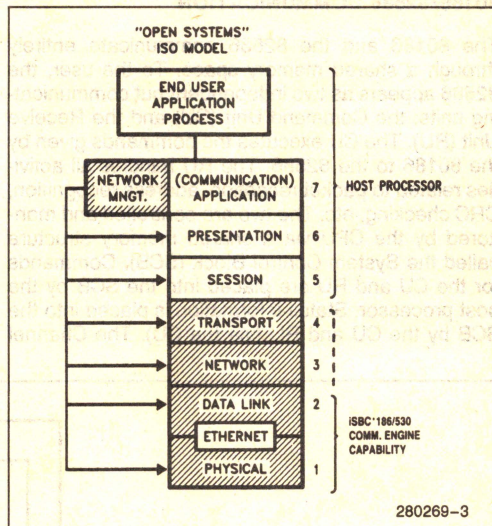 "OPEN SYSTEMS"
ISO MODEL
END USER
APPLICATION
PROCESS
NETWORK
MNGT.
(COMMUNICATION)
APPLICATION
7
HOST PROCESSOR
PRESENTATION
6
SESSION
5
TRANSPORT
4
NETWORK
3
DATA LINK
2
ETHERNET
iSBC®186/530
COMM. ENGINE
CAPABILITY
PHYSICAL
1
280269-3